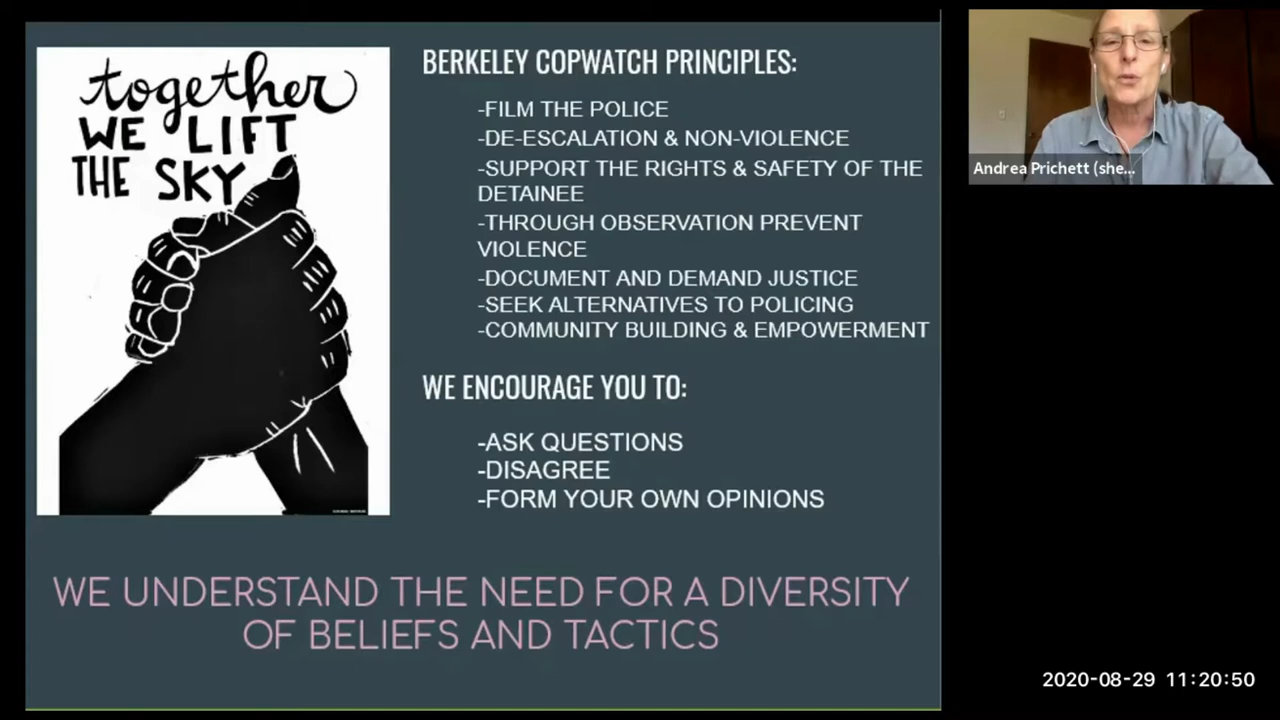 together
WE LIFT
THE SKY
BERKELEY COPWATCH PRINCIPLES:
-FILM THE POLICE
-DE-ESCALATION & NON-VIOLENCE
-SUPPORT THE RIGHTS & SAFETY OF THE
DETAINEE
-THROUGH OBSERVATION PREVENT
VIOLENCE
-DOCUMENT AND DEMAND JUSTICE
-SEEK ALTERNATIVES TO POLICING
-COMMUNITY BUILDING & EMPOWERMENT
WE ENCOURAGE YOU TO:
-ASK QUESTIONS
-DISAGREE
-FORM YOUR OWN OPINIONS
WE UNDERSTAND THE NEED FOR A DIVERSITY
OF BELIEFS AND TACTICS
Andrea Prichett (she...
2020-08-29 11:20:50